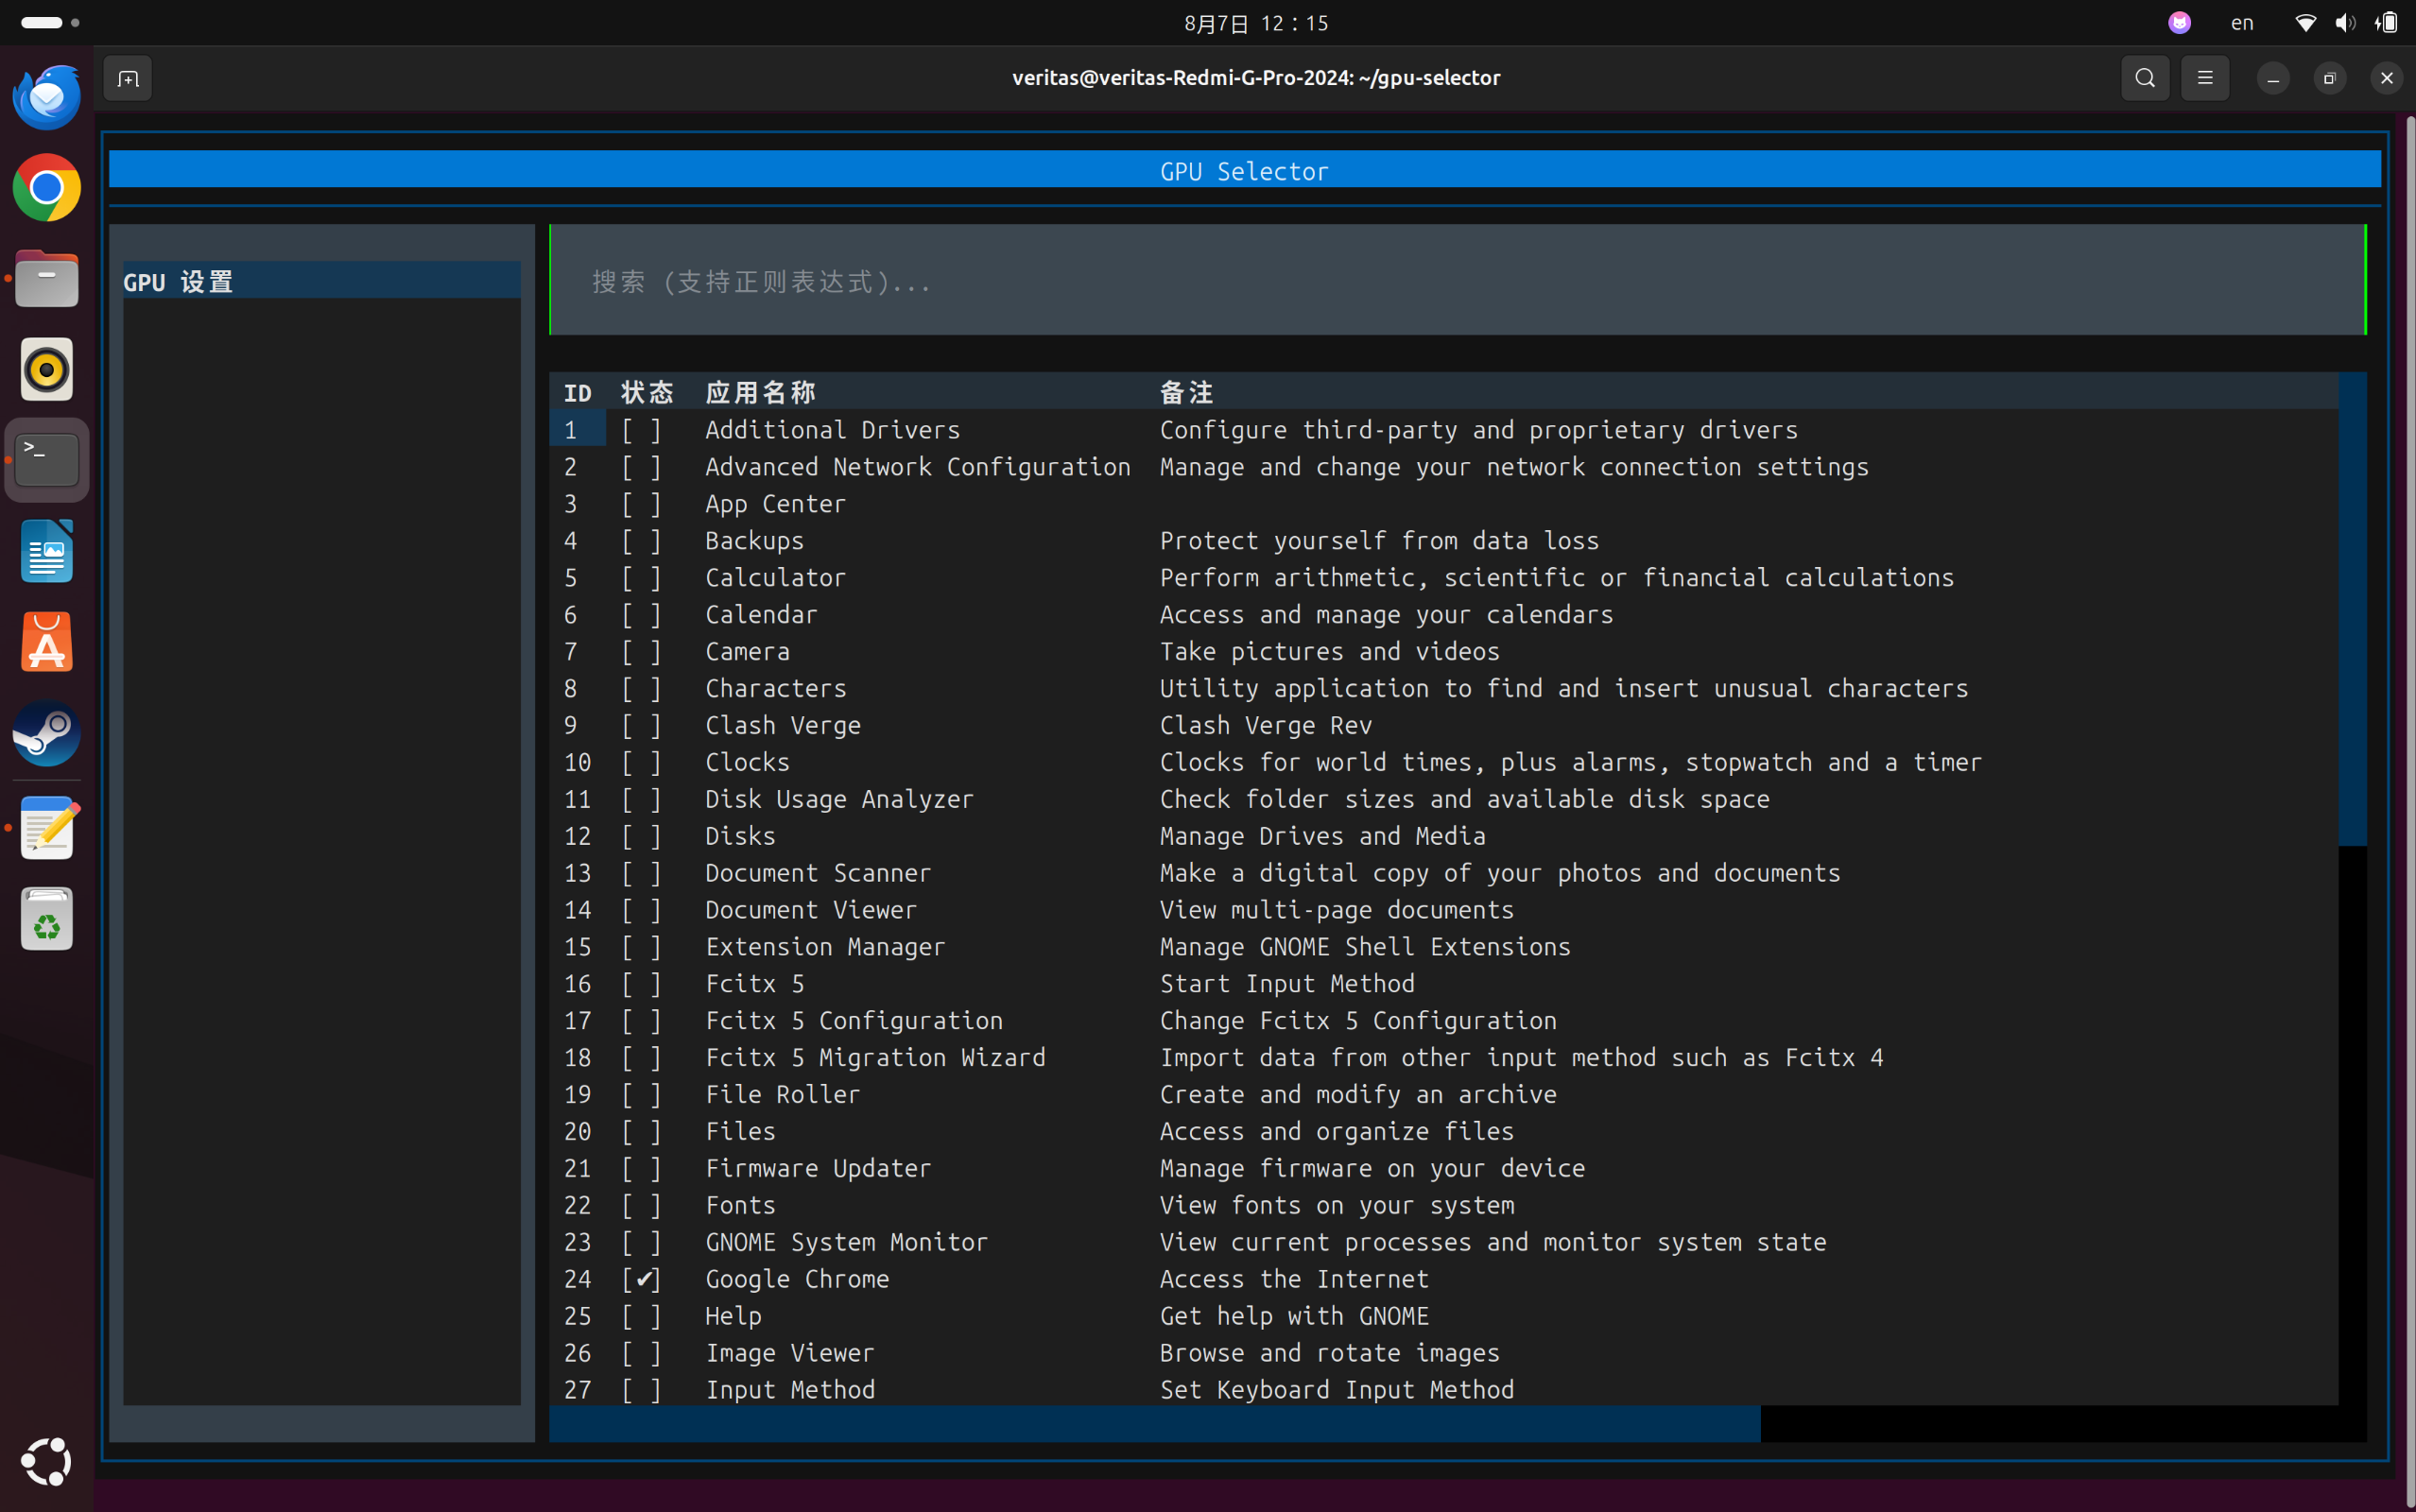 8月7日 12：15
en
veritas@veritas-Redmi-G-Pro-2024: ~/gpu-selector
GPU Selector
GPU 设置
搜索 (支持正则表达式)...
ID 状态 应用名称 备注
1 [ ] Additional Drivers Configure third-party and proprietary drivers
2 [ ] Advanced Network Configuration Manage and change your network connection settings
3 [ ] App Center
4 [ ] Backups Protect yourself from data loss
5 [ ] Calculator Perform arithmetic, scientific or financial calculations
6 [ ] Calendar Access and manage your calendars
7 [ ] Camera Take pictures and videos
8 [ ] Characters Utility application to find and insert unusual characters
9 [ ] Clash Verge Clash Verge Rev
10 [ ] Clocks Clocks for world times, plus alarms, stopwatch and a timer
11 [ ] Disk Usage Analyzer Check folder sizes and available disk space
12 [ ] Disks Manage Drives and Media
13 [ ] Document Scanner Make a digital copy of your photos and documents
14 [ ] Document Viewer View multi-page documents
15 [ ] Extension Manager Manage GNOME Shell Extensions
16 [ ] Fcitx 5 Start Input Method
17 [ ] Fcitx 5 Configuration Change Fcitx 5 Configuration
18 [ ] Fcitx 5 Migration Wizard Import data from other input method such as Fcitx 4
19 [ ] File Roller Create and modify an archive
20 [ ] Files Access and organize files
21 [ ] Firmware Updater Manage firmware on your device
22 [ ] Fonts View fonts on your system
23 [ ] GNOME System Monitor View current processes and monitor system state
24 [✔] Google Chrome Access the Internet
25 [ ] Help Get help with GNOME
26 [ ] Image Viewer Browse and rotate images
27 [ ] Input Method Set Keyboard Input Method